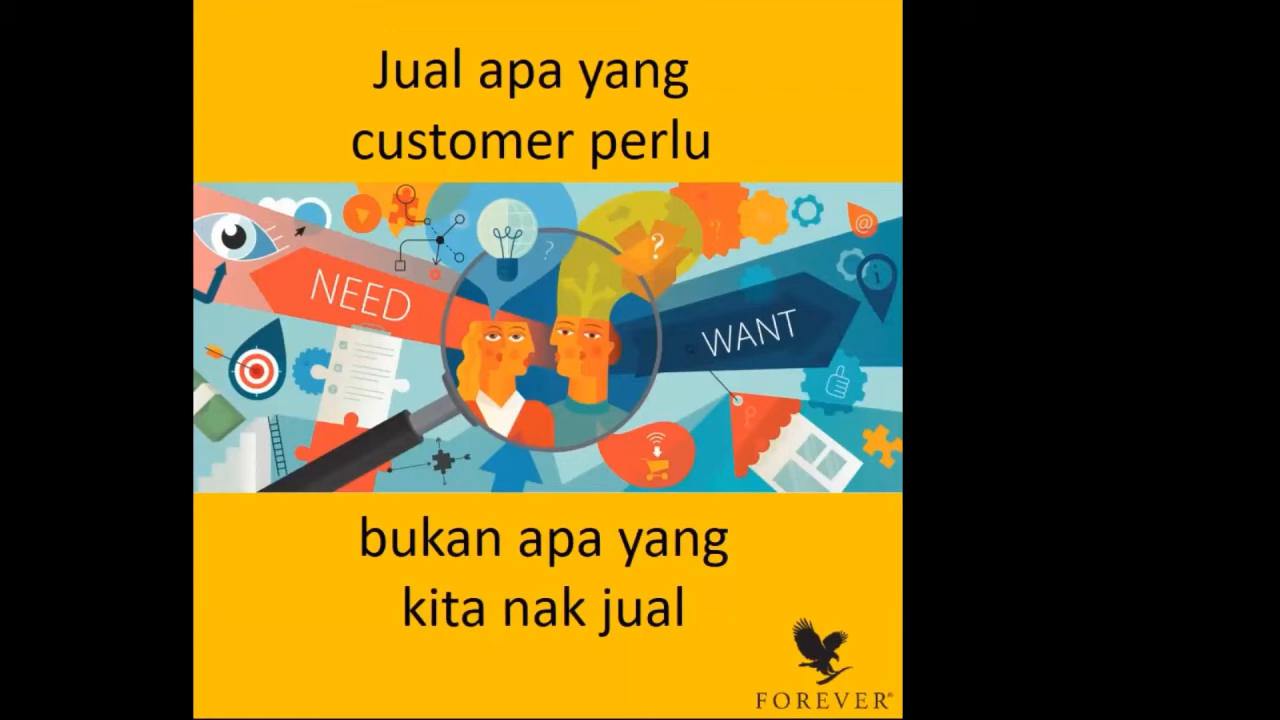 Jual apa yang
customer perlu
NEED
WANT
bukan apa yang
kita nak jual
FOREVER®